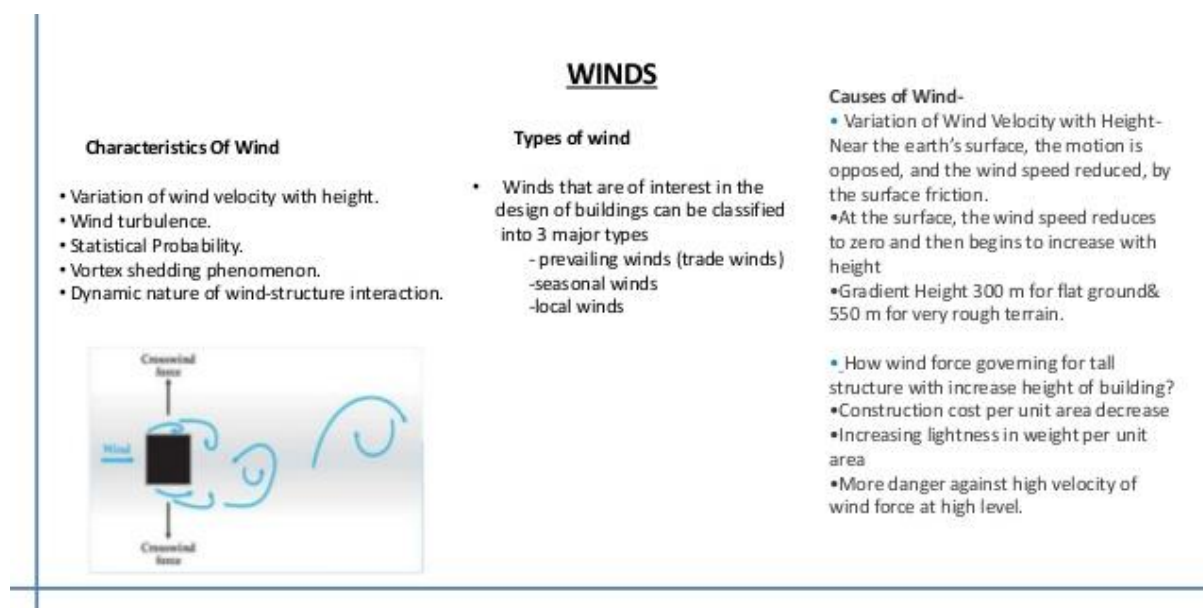 WINDS
Characteristics Of Wind
• Variation of wind velocity with height.
• Wind turbulence.
• Statistical Probability.
• Vortex shedding phenomenon.
• Dynamic nature of wind-structure interaction.
Crosswind
force
Wind
Crosswind
force
Types of wind
• Winds that are of interest in the
design of buildings can be classified
into 3 major types
- prevailing winds (trade winds)
-seasonal winds
-local winds
Causes of Wind-
• Variation of Wind Velocity with Height-
Near the earth's surface, the motion is
opposed, and the wind speed reduced, by
the surface friction.
•At the surface, the wind speed reduces
to zero and then begins to increase with
height
•Gradient Height 300 m for flat ground&
550 m for very rough terrain.
• How wind force governing for tall
structure with increase height of building?
•Construction cost per unit area decrease
•Increasing lightness in weight per unit
area
•More danger against high velocity of
wind force at high level.